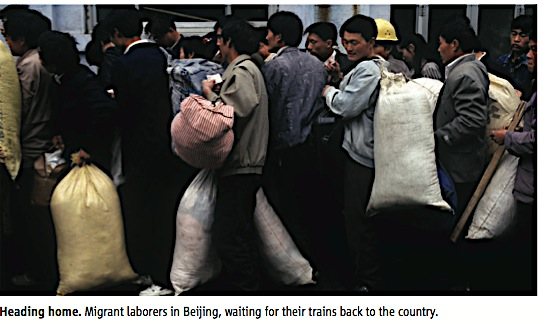 Heading home. Migrant laborers in Beijing, waiting for their trains back to the country.